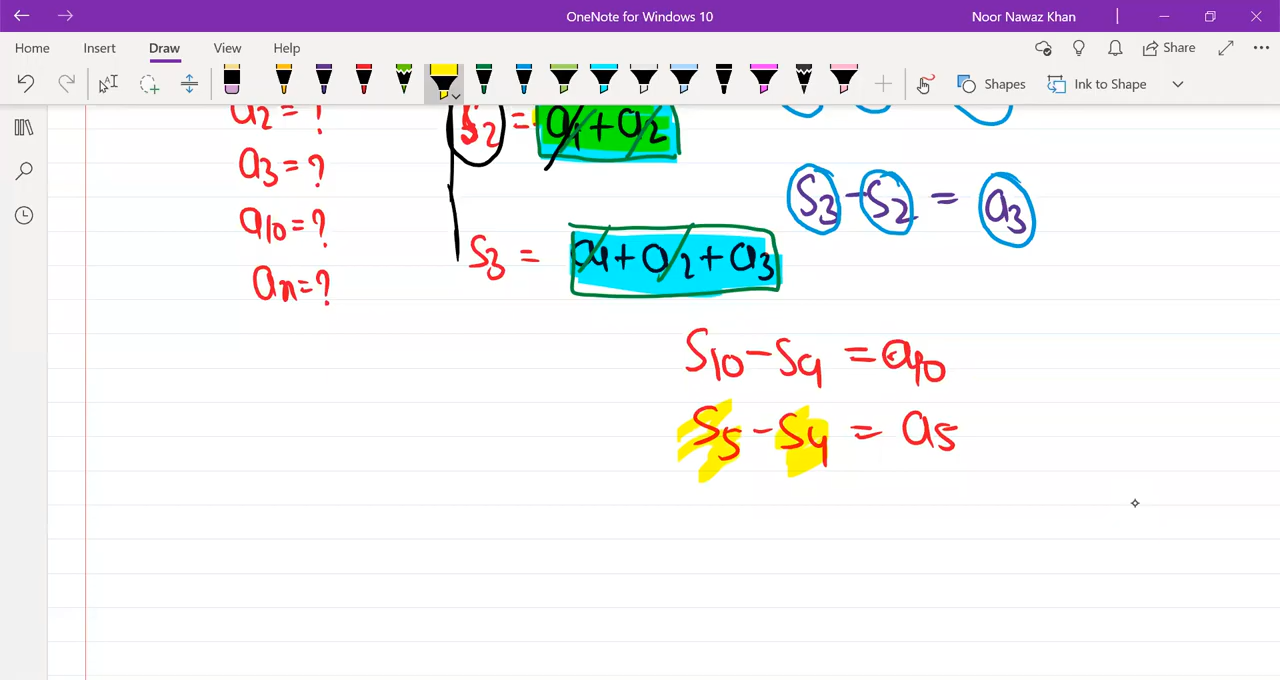 OneNote for Windows 10
Noor Nawaz Khan
Home Insert Draw View Help
Share
Shapes
Ink to Shape
a2 = ?
a3 = ?
a10 = ?
an = ?
S2 = a1 + a2
S3 = a1 + a2 + a3
S3 - S2 = a3
S10 - S9 = a10
S5 - S4 = a5